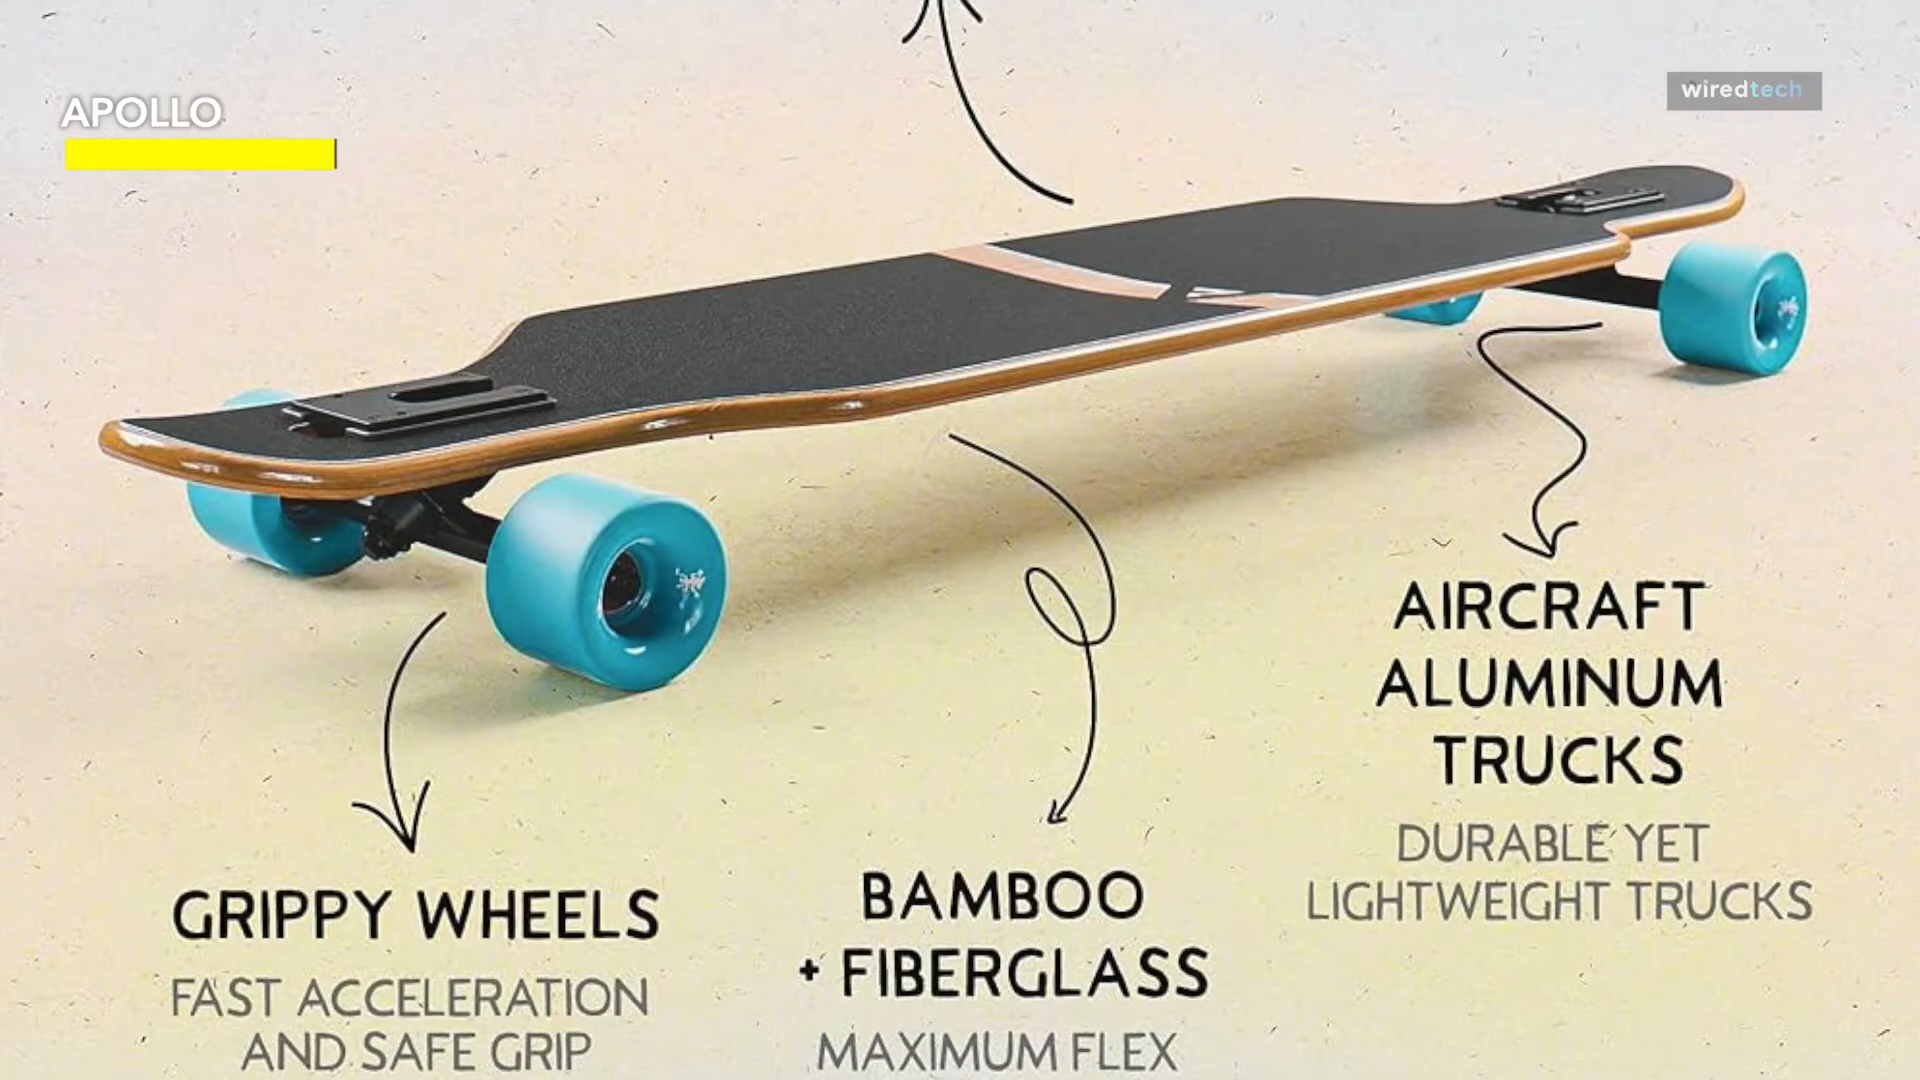 APOLLO
wiredtech
AIRCRAFT
ALUMINUM
TRUCKS
DURABLE YET
LIGHTWEIGHT TRUCKS
GRIPPY WHEELS
FAST ACCELERATION
AND SAFE GRIP
BAMBOO
+ FIBERGLASS
MAXIMUM FLEX